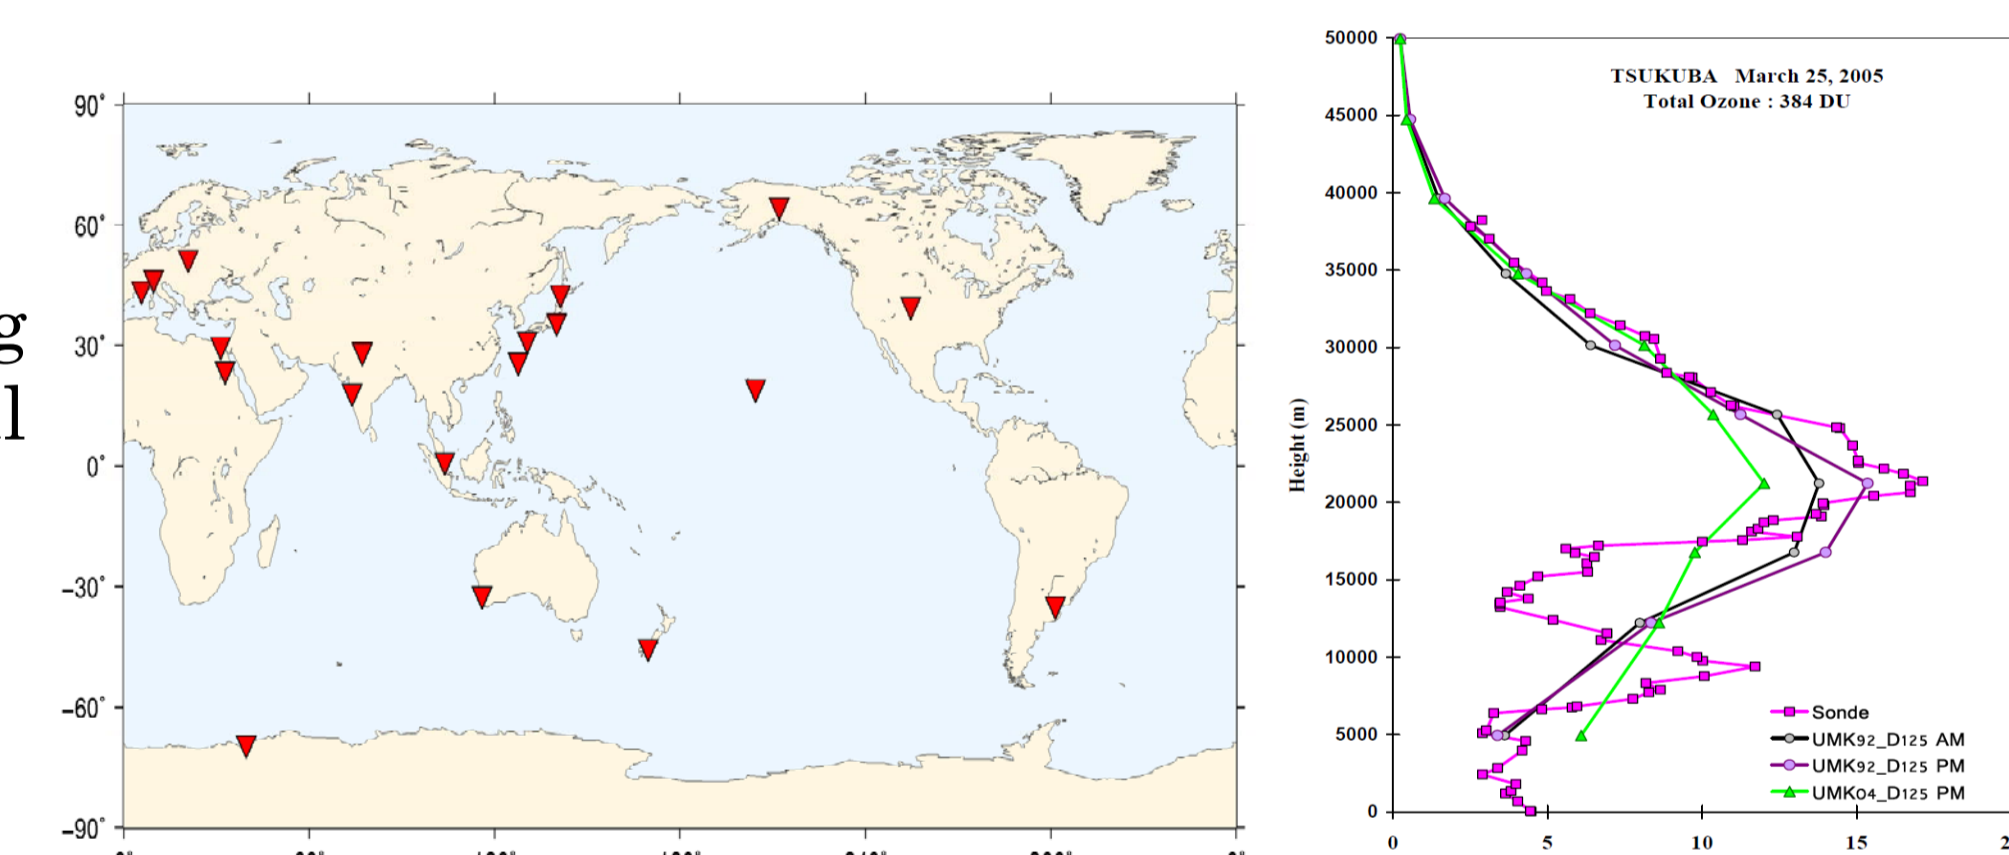 g
l
90°
60°
30°
0°
−30°
−60°
−90°
50000
45000
40000
35000
30000
25000
20000
15000
10000
5000
0
Height (m)
TSUKUBA March 25, 2005
Total Ozone : 384 DU
Sonde
UMK92_D125 AM
UMK92_D125 PM
UMK04_D125 PM
0 5 10 15 2